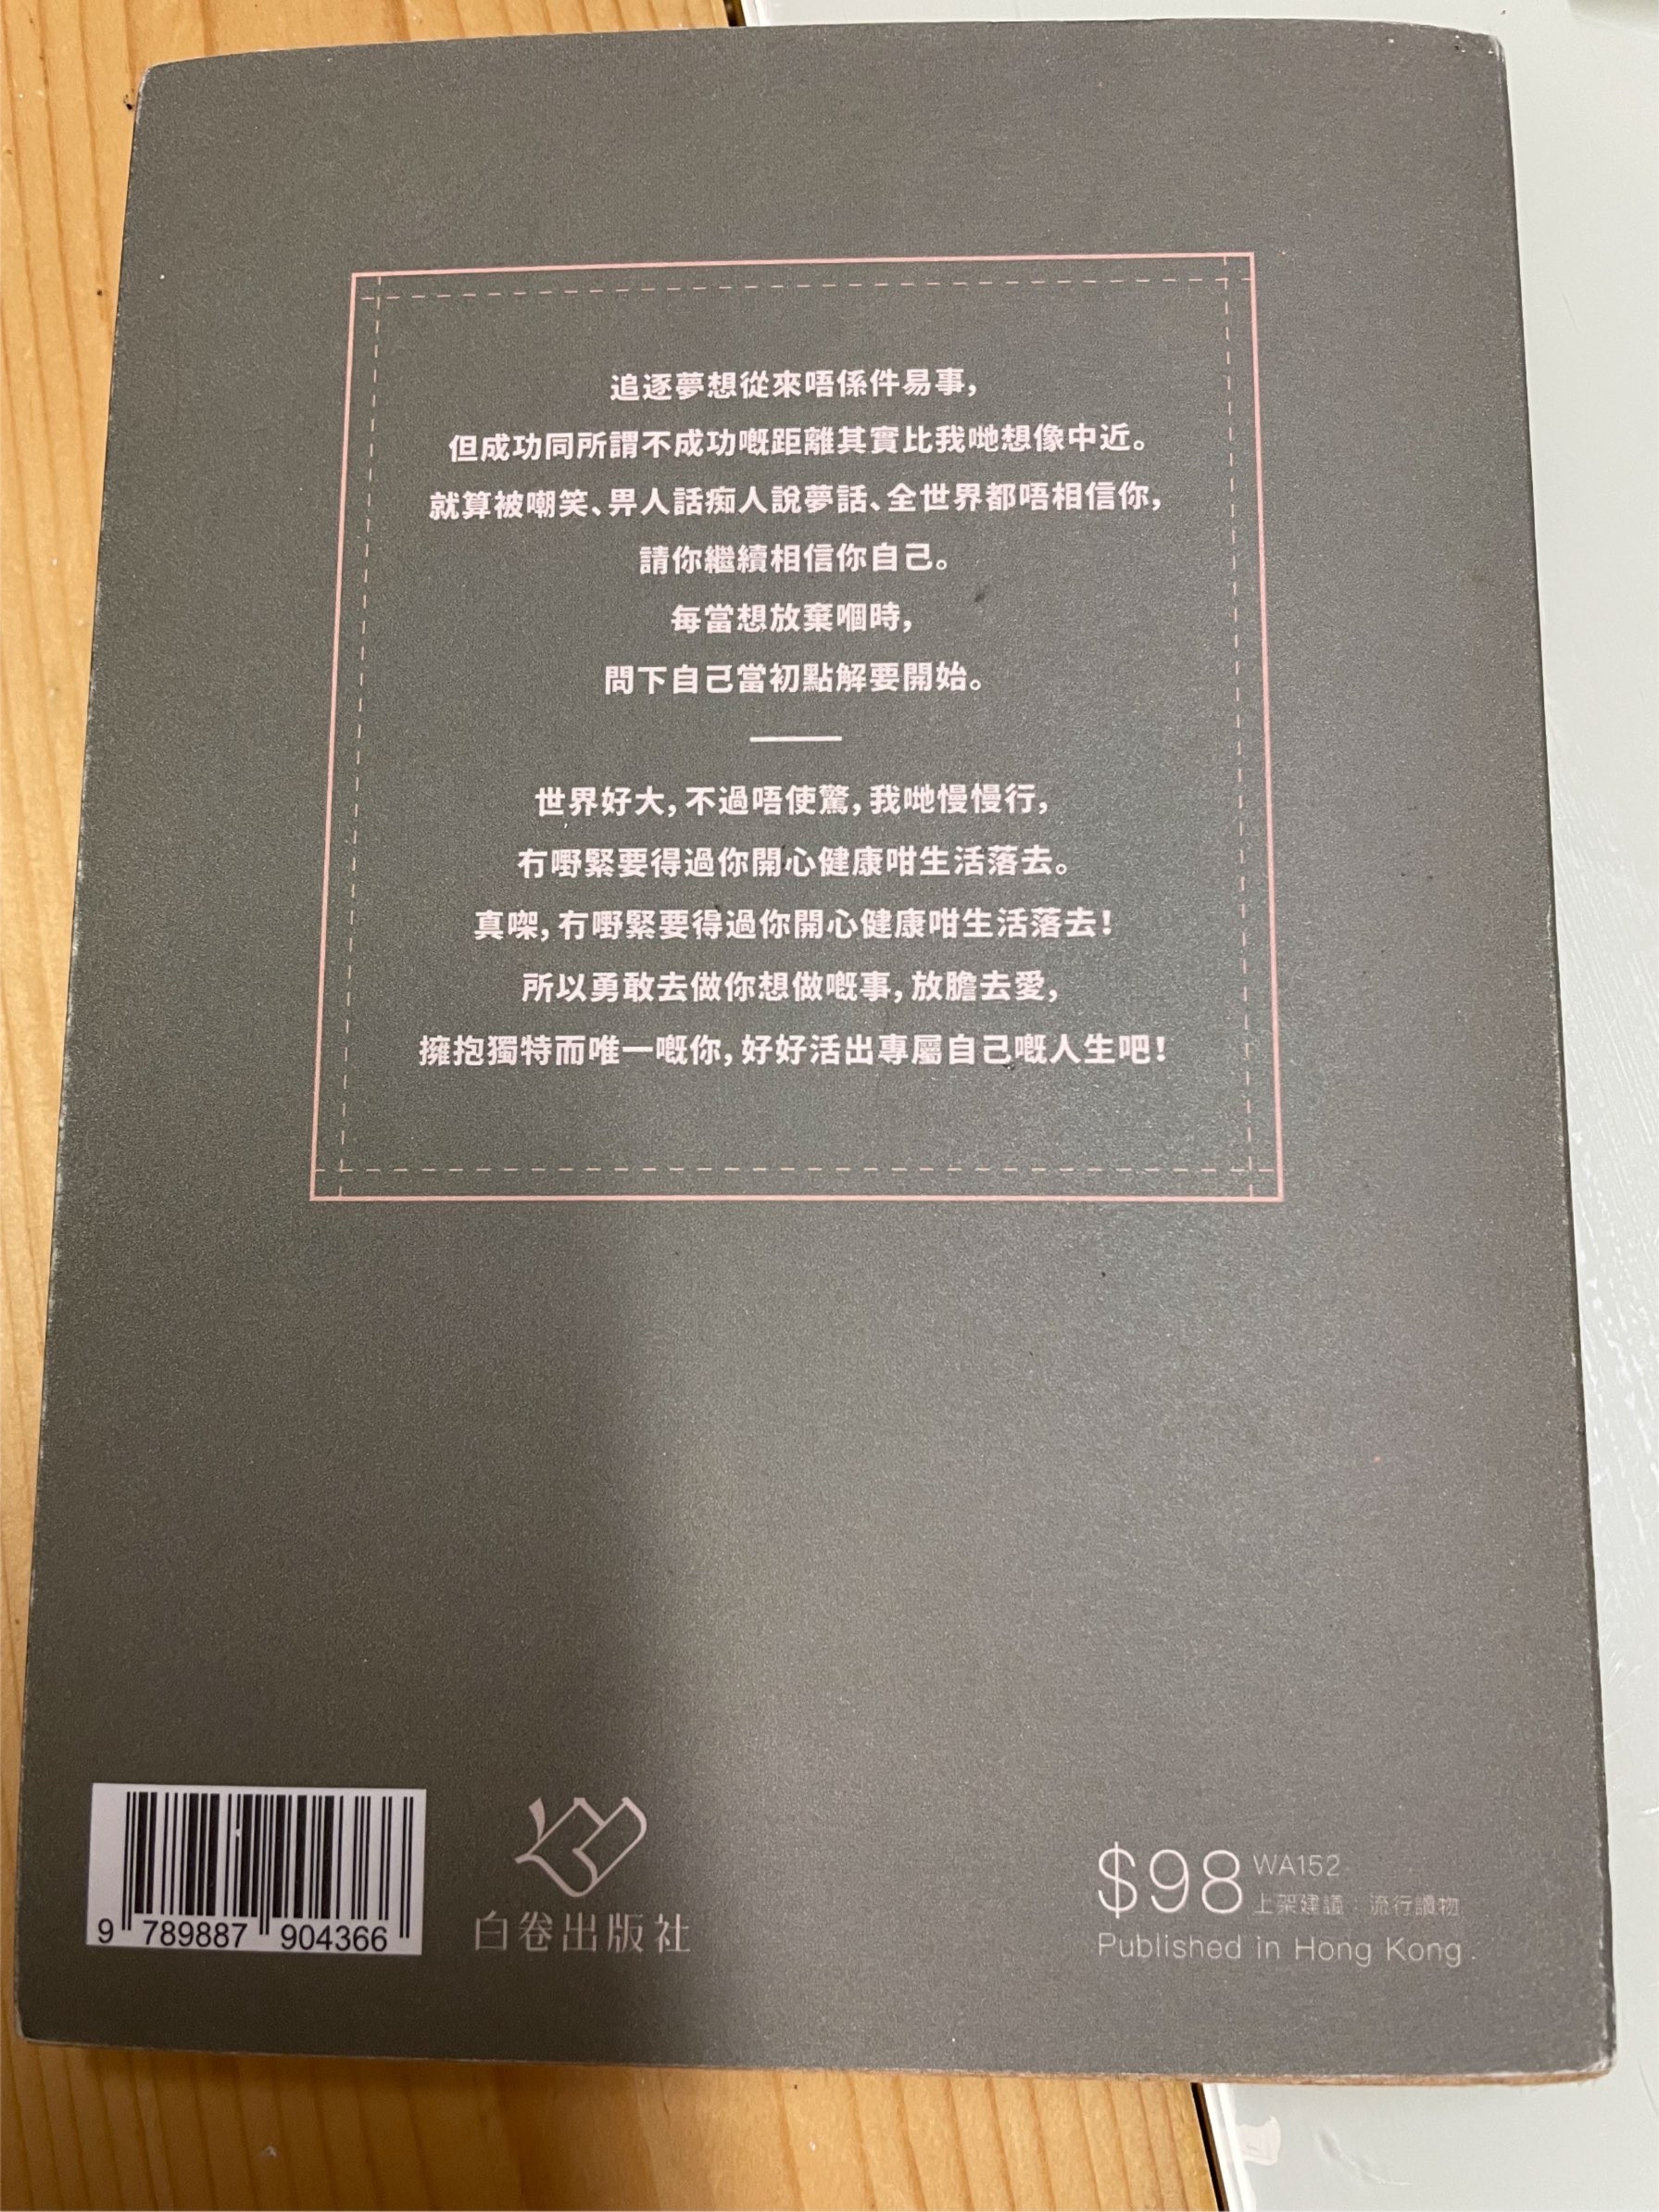 追逐夢想從來唔係件易事，
但成功同所謂不成功嘅距離其實比我哋想像中近。
就算被嘲笑、畀人話痴人說夢話、全世界都唔相信你，
請你繼續相信你自己。
每當想放棄嗰時，
問下自己當初點解要開始。
世界好大，不過唔使驚，我哋慢慢行，
冇嘢緊要得過你開心健康咁生活落去。
真㗎，冇嘢緊要得過你開心健康咁生活落去！
所以勇敢去做你想做嘅事，放膽去愛，
擁抱獨特而唯一嘅你，好好活出專屬自己嘅人生吧！
9 789887 904366
白卷出版社
$98 WA152
上架建議：流行讀物
Published in Hong Kong